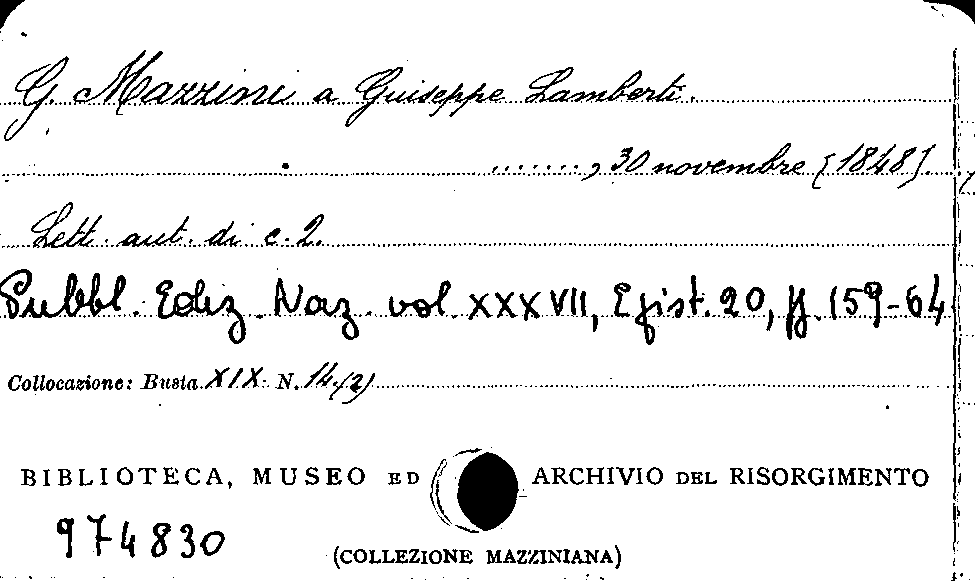 G. Mazzini a Guiseppe Lamberti.
......., 30 novembre [1848].
Lett. aut. di c. 2.
Pubbl. Ediz. Naz. vol. XXXVII, Epist. 20, pp. 159-64
Collocazione: Busta XIX N. 14(2)
BIBLIOTECA, MUSEO ED ARCHIVIO DEL RISORGIMENTO
974830
(COLLEZIONE MAZZINIANA)